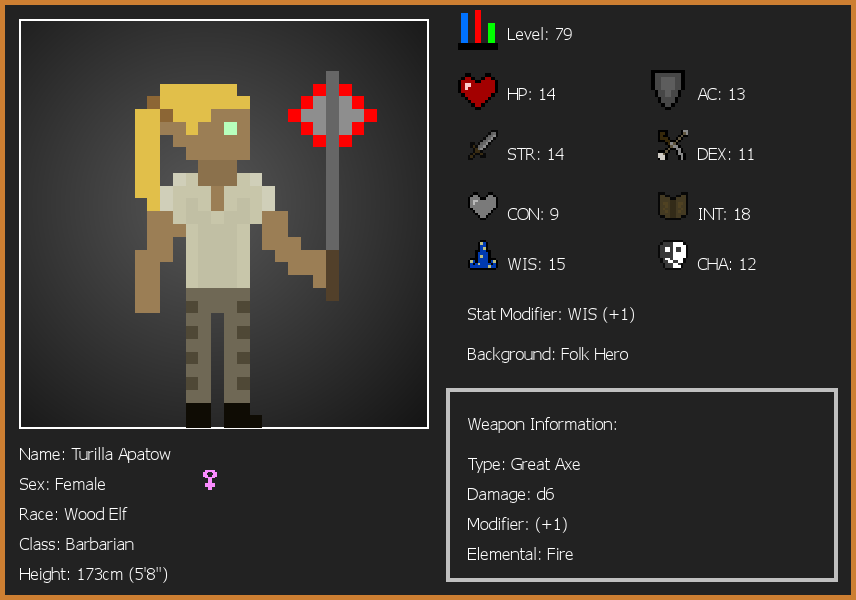 Level: 79
HP: 14
AC: 13
STR: 14
DEX: 11
CON: 9
INT: 18
WIS: 15
CHA: 12
Stat Modifier: WIS (+1)
Background: Folk Hero
Weapon Information:
Type: Great Axe
Damage: d6
Modifier: (+1)
Elemental: Fire
Name: Turilla Apatow
Sex: Female
Race: Wood Elf
Class: Barbarian
Height: 173cm (5'8")